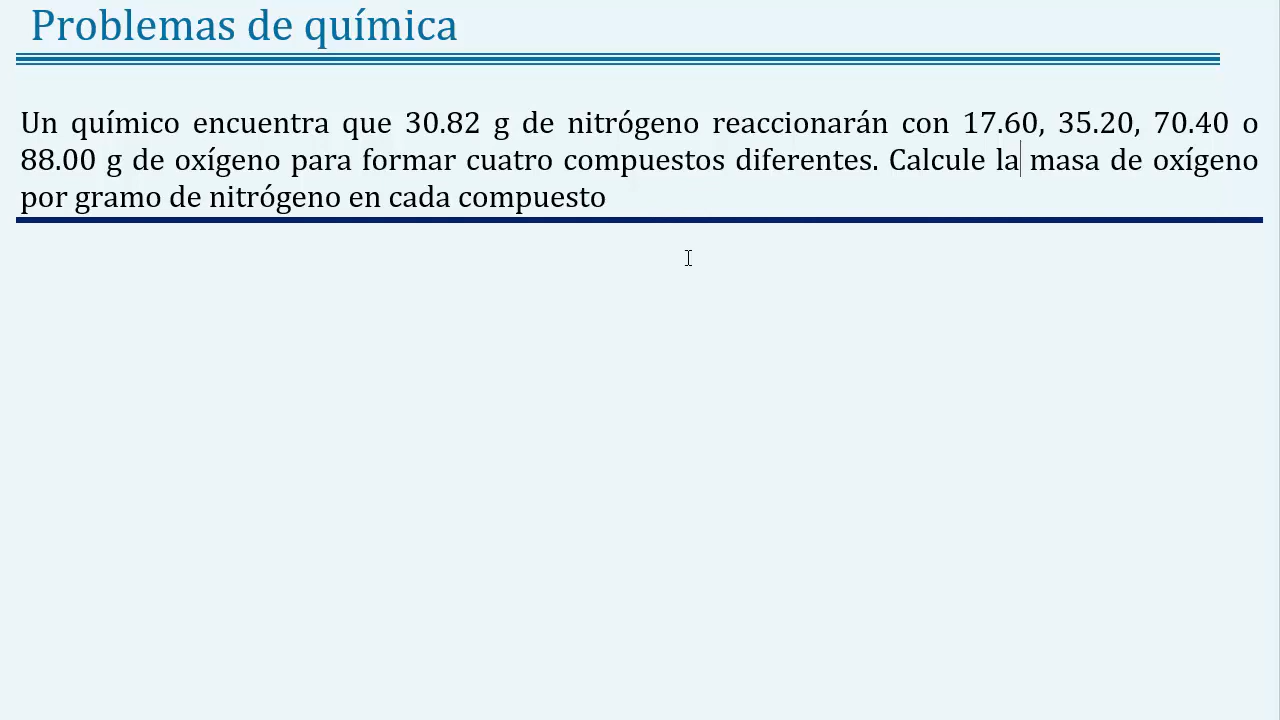 Problemas de química
Un químico encuentra que 30.82 g de nitrógeno reaccionarán con 17.60, 35.20, 70.40 o
88.00 g de oxígeno para formar cuatro compuestos diferentes. Calcule la masa de oxígeno
por gramo de nitrógeno en cada compuesto